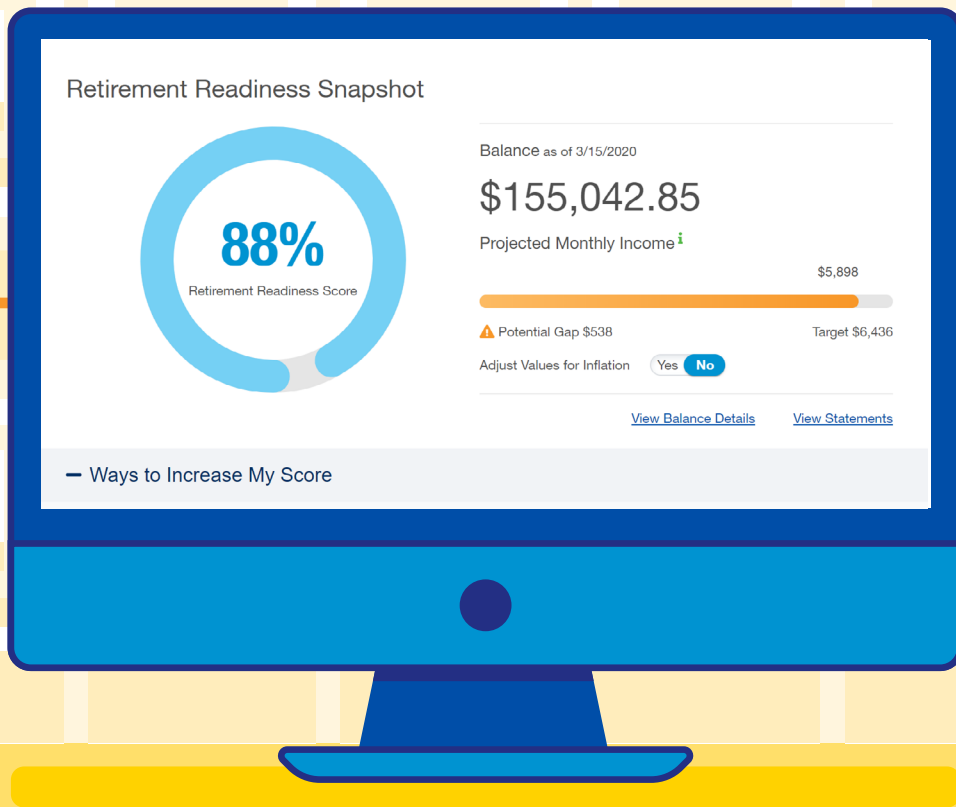 Retirement Readiness Snapshot
88%
Retirement Readiness Score
Balance as of 3/15/2020
$155,042.85
Projected Monthly Income i
$5,898
Potential Gap $538 Target $6,436
Adjust Values for Inflation Yes No
View Balance Details View Statements
Ways to Increase My Score